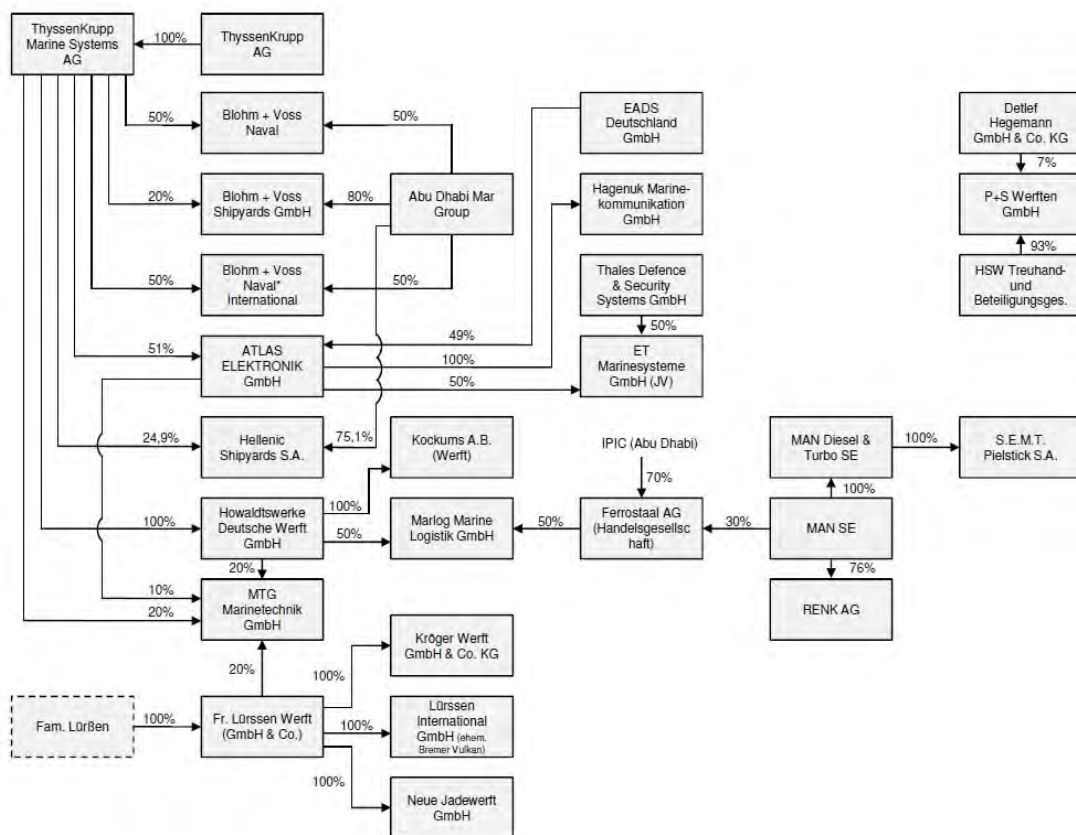 ThyssenKrupp
Marine Systems
AG
100%
ThyssenKrupp
AG
50%
Blohm + Voss
Naval
50%
EADS
Deutschland
GmbH
Detlef
Hegemann
GmbH & Co. KG
7%
20%
Blohm + Voss
Shipyards GmbH
80%
Abu Dhabi Mar
Group
Hagenuk Marine-
kommunikation
GmbH
P+S Werften
GmbH
93%
50%
Blohm + Voss
Naval*
International
50%
Thales Defence
& Security
Systems GmbH
HSW Treuhand-
und
Beteiligungsges.
50%
51%
ATLAS
ELEKTRONIK
GmbH
49%
100%
50%
ET
Marinesysteme
GmbH (JV)
24,9%
Hellenic
Shipyards S.A.
75,1%
Kockums A.B.
(Werft)
IPIC (Abu Dhabi)
70%
MAN Diesel &
Turbo SE
100%
S.E.M.T.
Pielstick S.A.
100%
100%
Howaldtswerke
Deutsche Werft
GmbH
100%
50%
Marlog Marine
Logistik GmbH
50%
Ferrostaal AG
(Handelsgesellsc
haft)
30%
MAN SE
20%
76%
10%
20%
MTG
Marinetechnik
GmbH
RENK AG
20%
100%
Kröger Werft
GmbH & Co. KG
Fam. Lürßen
100%
Fr. Lürssen Werft
(GmbH & Co.)
100%
Lürssen
International
GmbH (ehem.
Bremer Vulkan)
100%
Neue Jadewerft
GmbH